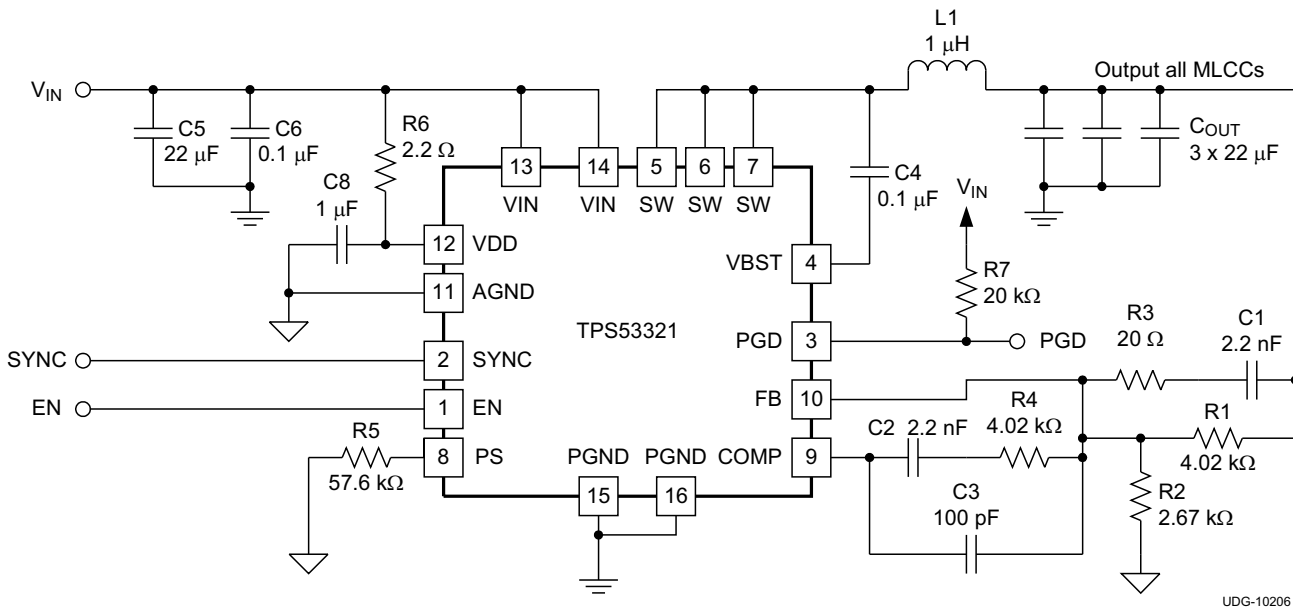 L1
1 μH
VIN
Output all MLCCs
C5
22 μF
C6
0.1 μF
R6
2.2 Ω
C8
1 μF
13
14
5
6
7
VIN
VIN
SW
SW
SW
C4
0.1 μF
VIN
COUT
3 x 22 μF
12
VDD
VBST
4
R7
20 kΩ
11
AGND
TPS53321
PGD
3
PGD
R3
20 Ω
C1
2.2 nF
SYNC
2
SYNC
FB
10
EN
1
EN
C2
2.2 nF
R4
4.02 kΩ
R1
4.02 kΩ
R5
57.6 kΩ
8
PS
PGND
PGND
COMP
9
15
16
C3
100 pF
R2
2.67 kΩ
UDG-10206